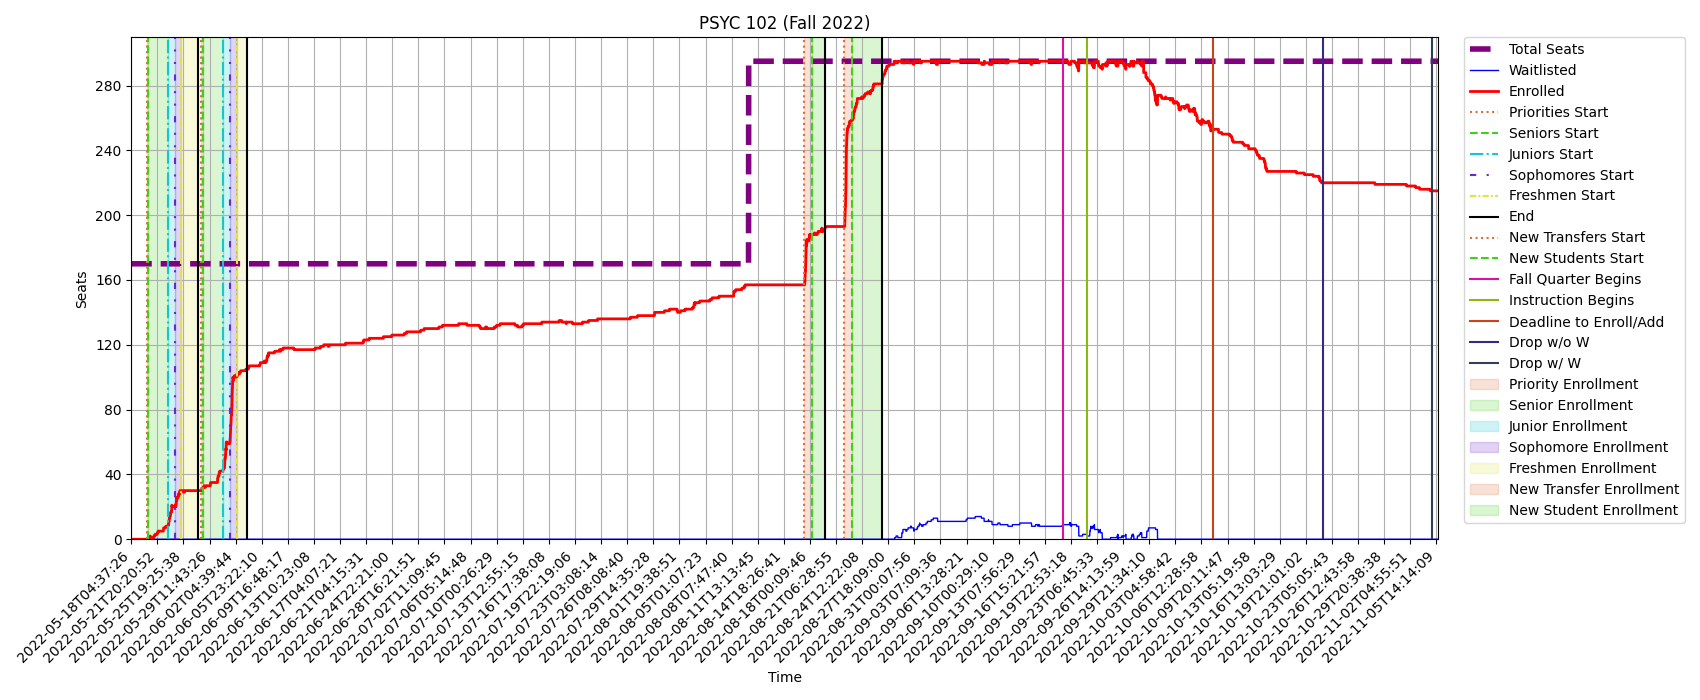 PSYC 102 (Fall 2022)
Seats
280
240
200
160
120
80
40
0
2022-05-18T04:37:26
2022-05-21T20:20:52
2022-05-25T19:25:38
2022-05-29T11:43:26
2022-06-02T04:39:44
2022-06-05T23:22:10
2022-06-09T16:48:17
2022-06-13T10:23:08
2022-06-17T04:07:21
2022-06-21T04:15:31
2022-06-24T22:21:00
2022-06-28T16:21:51
2022-07-02T11:09:45
2022-07-06T05:14:48
2022-07-10T00:26:29
2022-07-13T12:55:15
2022-07-16T17:38:08
2022-07-19T22:19:06
2022-07-23T03:08:14
2022-07-26T08:08:40
2022-07-29T14:35:28
2022-08-01T19:38:51
2022-08-05T01:07:23
2022-08-08T07:47:40
2022-08-11T13:13:45
2022-08-14T18:26:41
2022-08-18T00:09:46
2022-08-21T06:28:55
2022-08-24T12:22:08
2022-08-27T18:09:00
2022-08-31T00:07:56
2022-09-03T07:09:36
2022-09-06T13:28:21
2022-09-10T00:29:10
2022-09-13T07:56:29
2022-09-16T15:21:57
2022-09-19T22:53:18
2022-09-23T06:45:33
2022-09-26T14:13:59
2022-09-29T21:34:10
2022-10-03T04:58:42
2022-10-06T12:28:58
2022-10-09T20:11:47
2022-10-13T05:19:58
2022-10-16T13:03:29
2022-10-19T21:01:02
2022-10-23T05:05:43
2022-10-26T12:43:58
2022-10-29T20:38:38
2022-11-02T04:55:51
2022-11-05T14:14:09
Time
Total Seats
Waitlisted
Enrolled
Priorities Start
Seniors Start
Juniors Start
Sophomores Start
Freshmen Start
End
New Transfers Start
New Students Start
Fall Quarter Begins
Instruction Begins
Deadline to Enroll/Add
Drop w/o W
Drop w/ W
Priority Enrollment
Senior Enrollment
Junior Enrollment
Sophomore Enrollment
Freshmen Enrollment
New Transfer Enrollment
New Student Enrollment